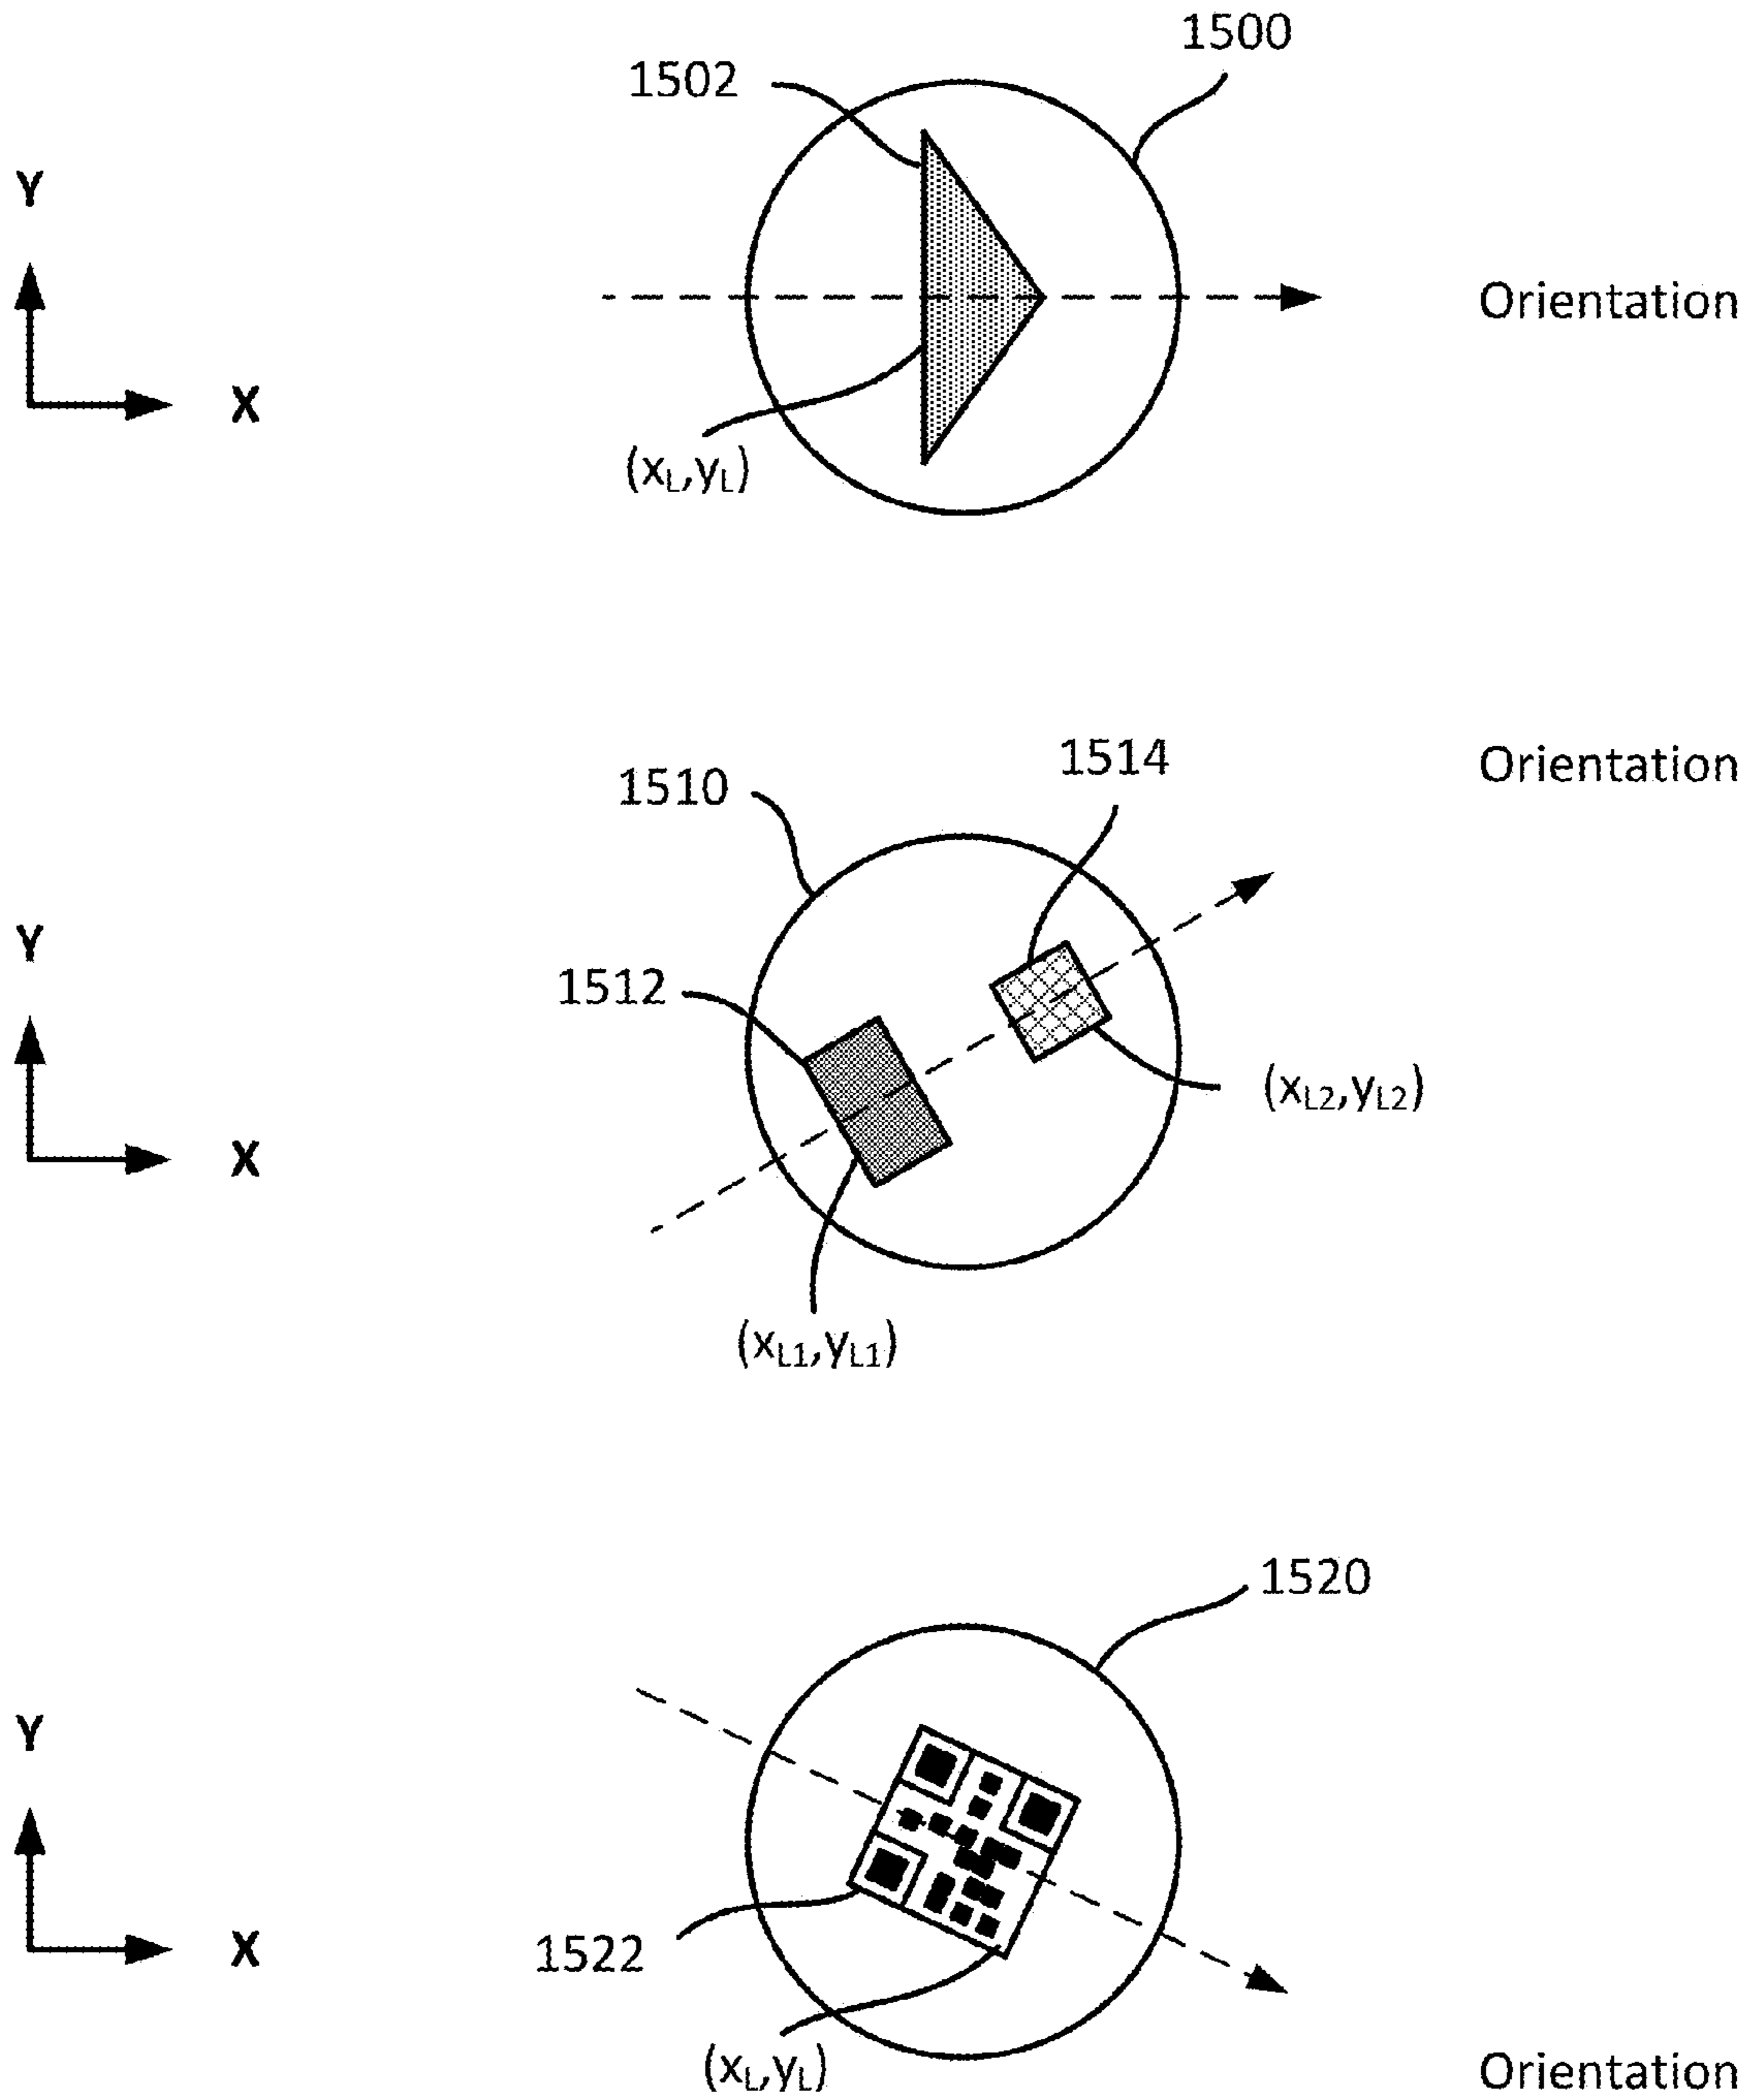 1500
1502
Y
Orientation
X
(xL,yL)
1514
Orientation
1510
Y
1512
(xL2,yL2)
X
(xL1,yL1)
1520
Y
X
1522
(xL,yL)
Orientation